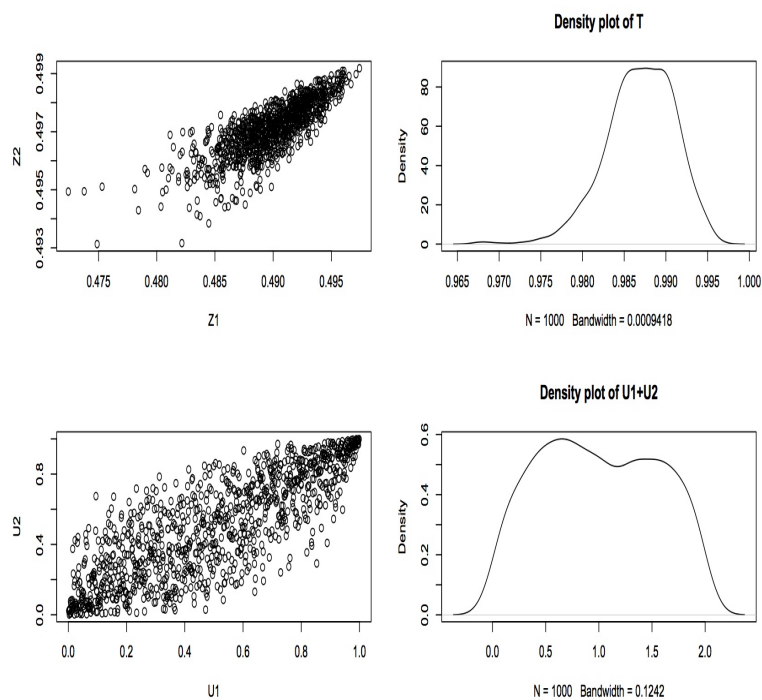 Density plot of T
Z2
0.493 0.495 0.497 0.499
0.475 0.480 0.485 0.490 0.495
Z1
Density
0 20 40 60 80
0.965 0.970 0.975 0.980 0.985 0.990 0.995 1.000
N = 1000 Bandwidth = 0.0009418
Density plot of U1+U2
U2
0.0 0.4 0.8
0.0 0.2 0.4 0.6 0.8 1.0
U1
Density
0.0 0.2 0.4 0.6
0.0 0.5 1.0 1.5 2.0
N = 1000 Bandwidth = 0.1242